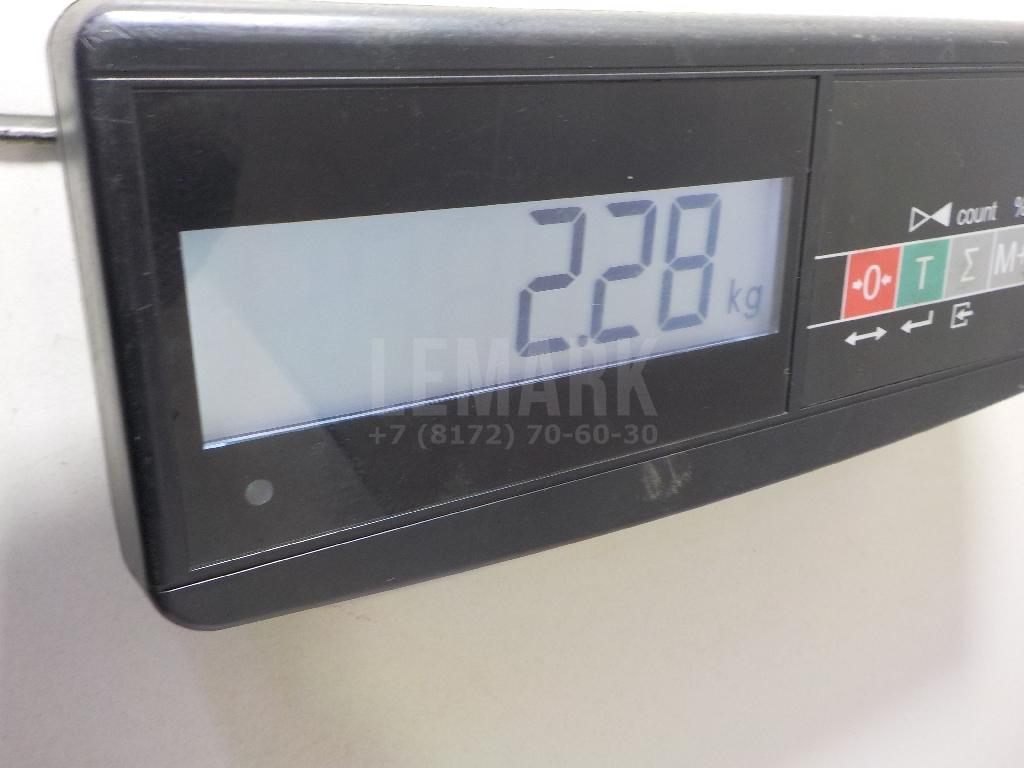 2.28 kg
count %
→0← T Σ M+
LEMARK
+7 (8172) 70-60-30